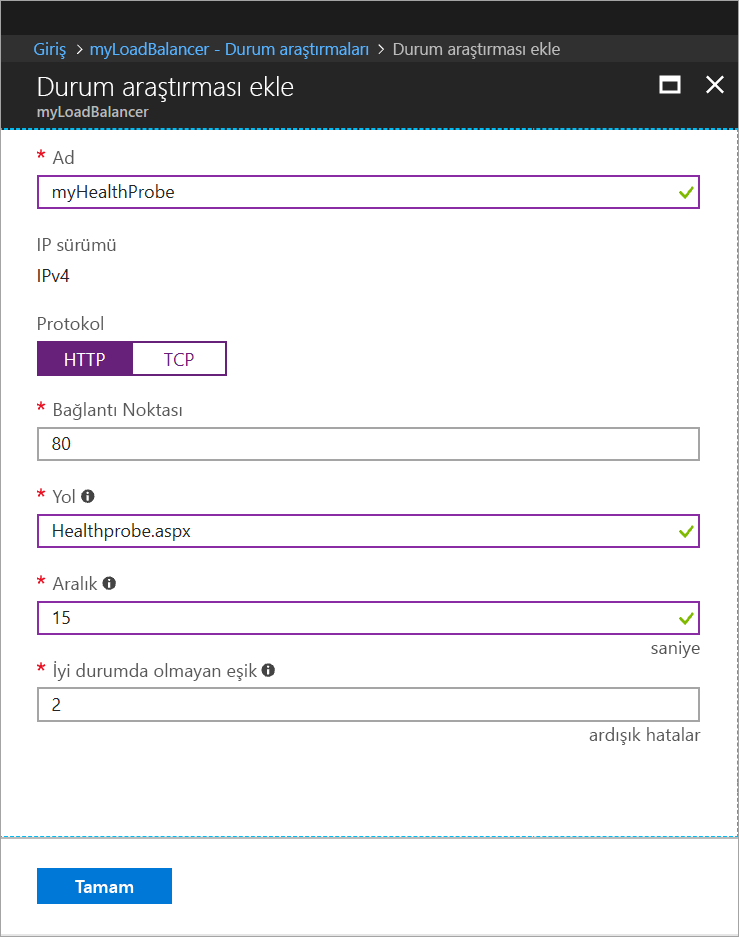 Giriş > myLoadBalancer - Durum araştırmaları > Durum araştırması ekle
Durum araştırması ekle
myLoadBalancer
* Ad
myHealthProbe
IP sürümü
IPv4
Protokol
HTTP TCP
* Bağlantı Noktası
80
* Yol
Healthprobe.aspx
* Aralık
15
saniye
* İyi durumda olmayan eşik
2
ardışık hatalar
Tamam